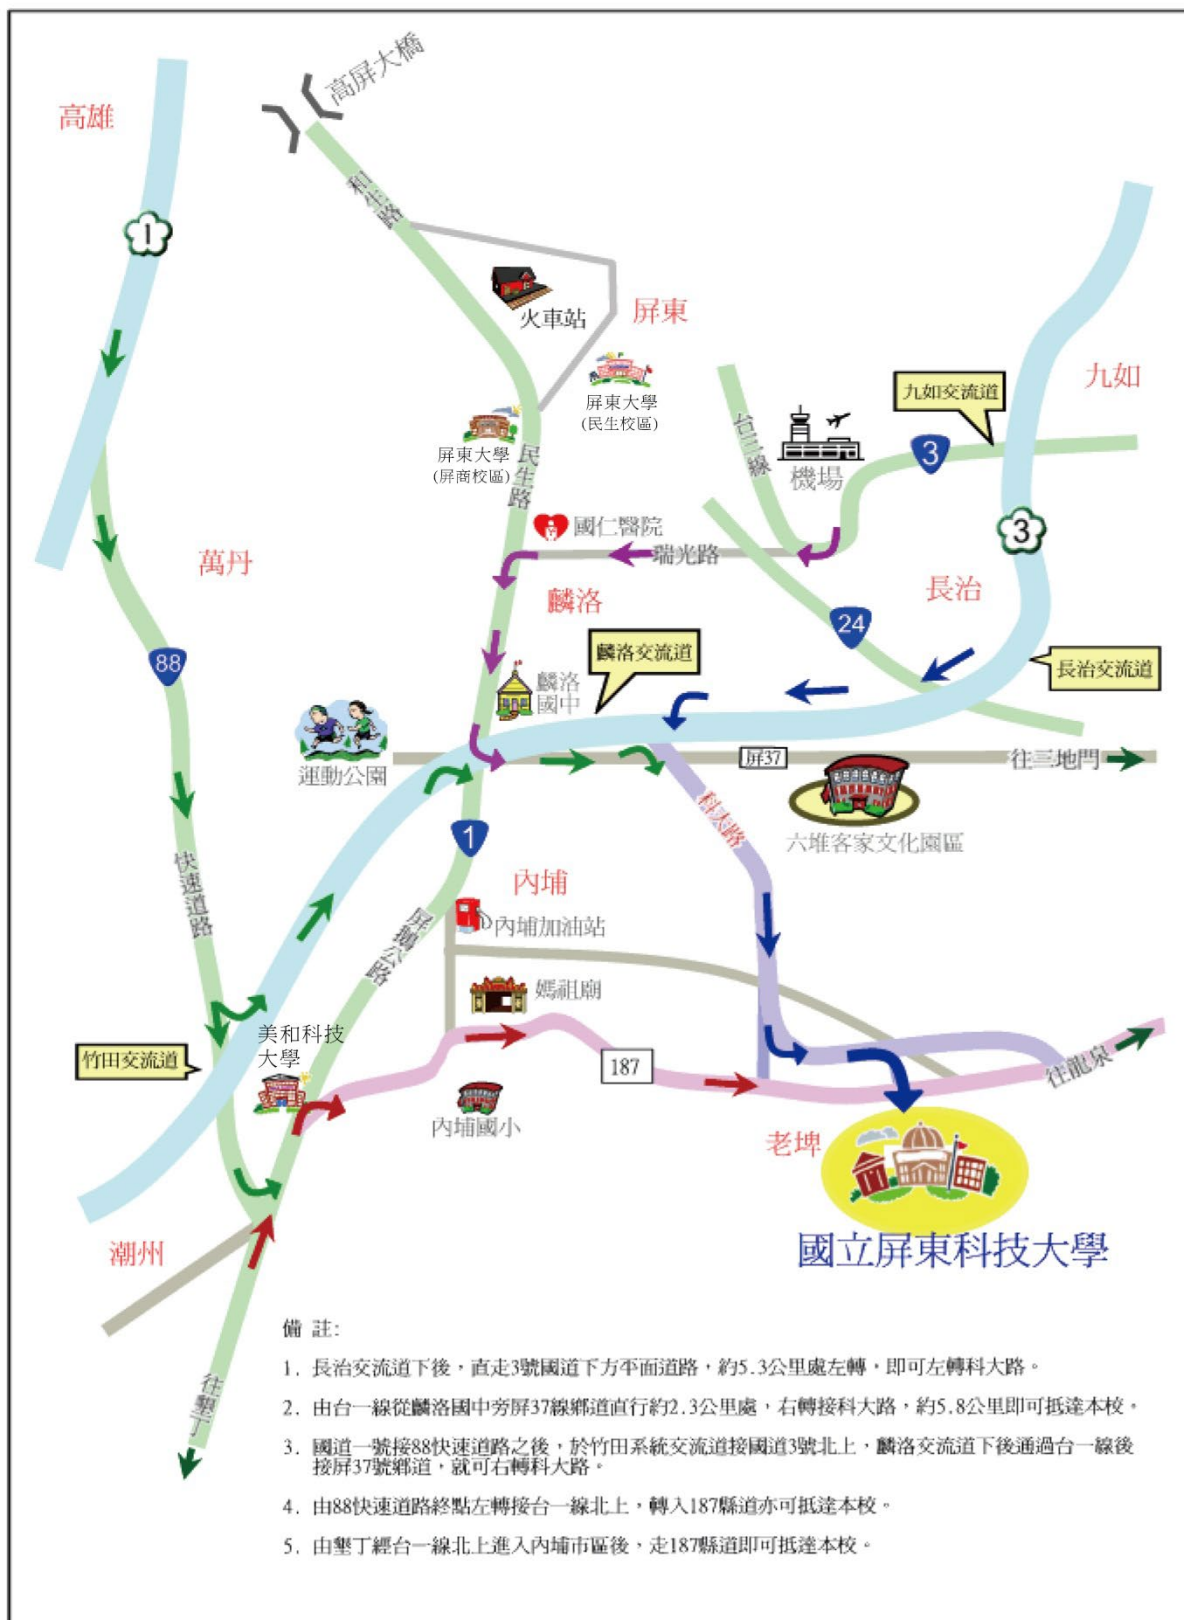 高屏大橋
高雄
1
和生路
火車站
屏東
屏東大學
(民生校區)
屏東大學
(屏商校區)
民生路
九如
九如交流道
台三線
機場
3
3
國仁醫院
瑞光路
萬丹
麟洛
長治
24
88
麟洛交流道
長治交流道
麟洛
國中
運動公園
屏37
往三地門
科大路
六堆客家文化園區
1
快速道路
內埔
屏鵝公路
內埔加油站
媽祖廟
美和科技
大學
竹田交流道
187
往龍泉
內埔國小
老埤
潮州
國立屏東科技大學
往墾丁
備 註:
1. 長治交流道下後，直走3號國道下方平面道路，約5.3公里處左轉，即可左轉科大路。
2. 由台一線從麟洛國中旁屏37線鄉道直行約2.3公里處，右轉接科大路，約5.8公里即可抵達本校。
3. 國道一號接88快速道路之後，於竹田系統交流道接國道3號北上，麟洛交流道下後通過台一線後
接屏37號鄉道，就可右轉科大路。
4. 由88快速道路終點左轉接台一線北上，轉入187縣道亦可抵達本校。
5. 由墾丁經台一線北上進入內埔市區後，走187縣道即可抵達本校。